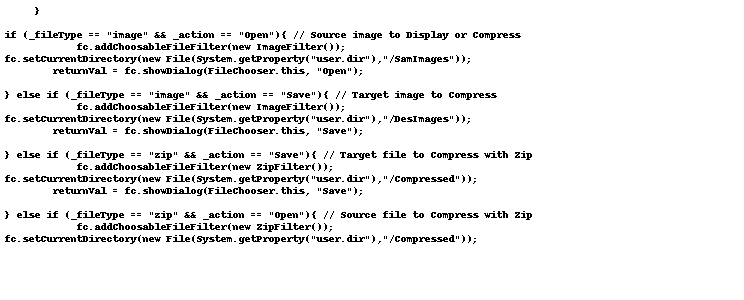 }
if (_fileType == "image" && _action == "Open"){ // Source image to Display or Compress
fc.addChoosableFileFilter(new ImageFilter());
fc.setCurrentDirectory(new File(System.getProperty("user.dir"),"/SamImages"));
returnVal = fc.showDialog(FileChooser.this, "Open");
} else if (_fileType == "image" && _action == "Save"){ // Target image to Compress
fc.addChoosableFileFilter(new ImageFilter());
fc.setCurrentDirectory(new File(System.getProperty("user.dir"),"/DesImages"));
returnVal = fc.showDialog(FileChooser.this, "Save");
} else if (_fileType == "zip" && _action == "Save"){ // Target file to Compress with Zip
fc.addChoosableFileFilter(new ZipFilter());
fc.setCurrentDirectory(new File(System.getProperty("user.dir"),"/Compressed"));
returnVal = fc.showDialog(FileChooser.this, "Save");
} else if (_fileType == "zip" && _action == "Open"){ // Source file to Compress with Zip
fc.addChoosableFileFilter(new ZipFilter());
fc.setCurrentDirectory(new File(System.getProperty("user.dir"),"/Compressed"));